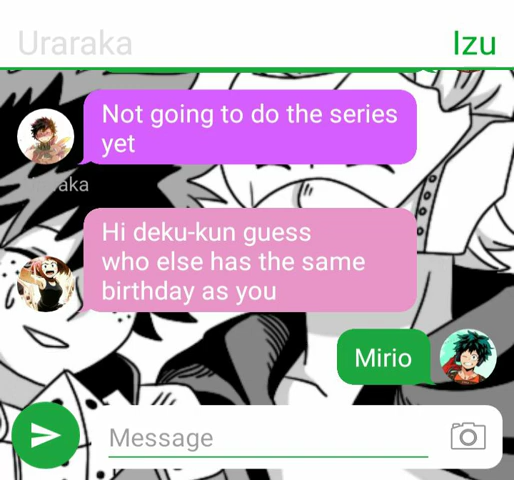 Uraraka Izu
Not going to do the series
yet
aka
Hi deku-kun guess
who else has the same
birthday as you
Mirio
Message